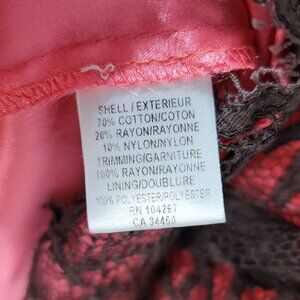 SHELL/EXTERIEUR
70% COTTON/COTON
20% RAYON/RAYONNE
10% NYLON/NYLON
TRIMMING/GARNITURE
100% RAYON/RAYONNE
LINING/DOUBLURE
100% POLYESTER/POLYESTER
RN 104297
CA 34450